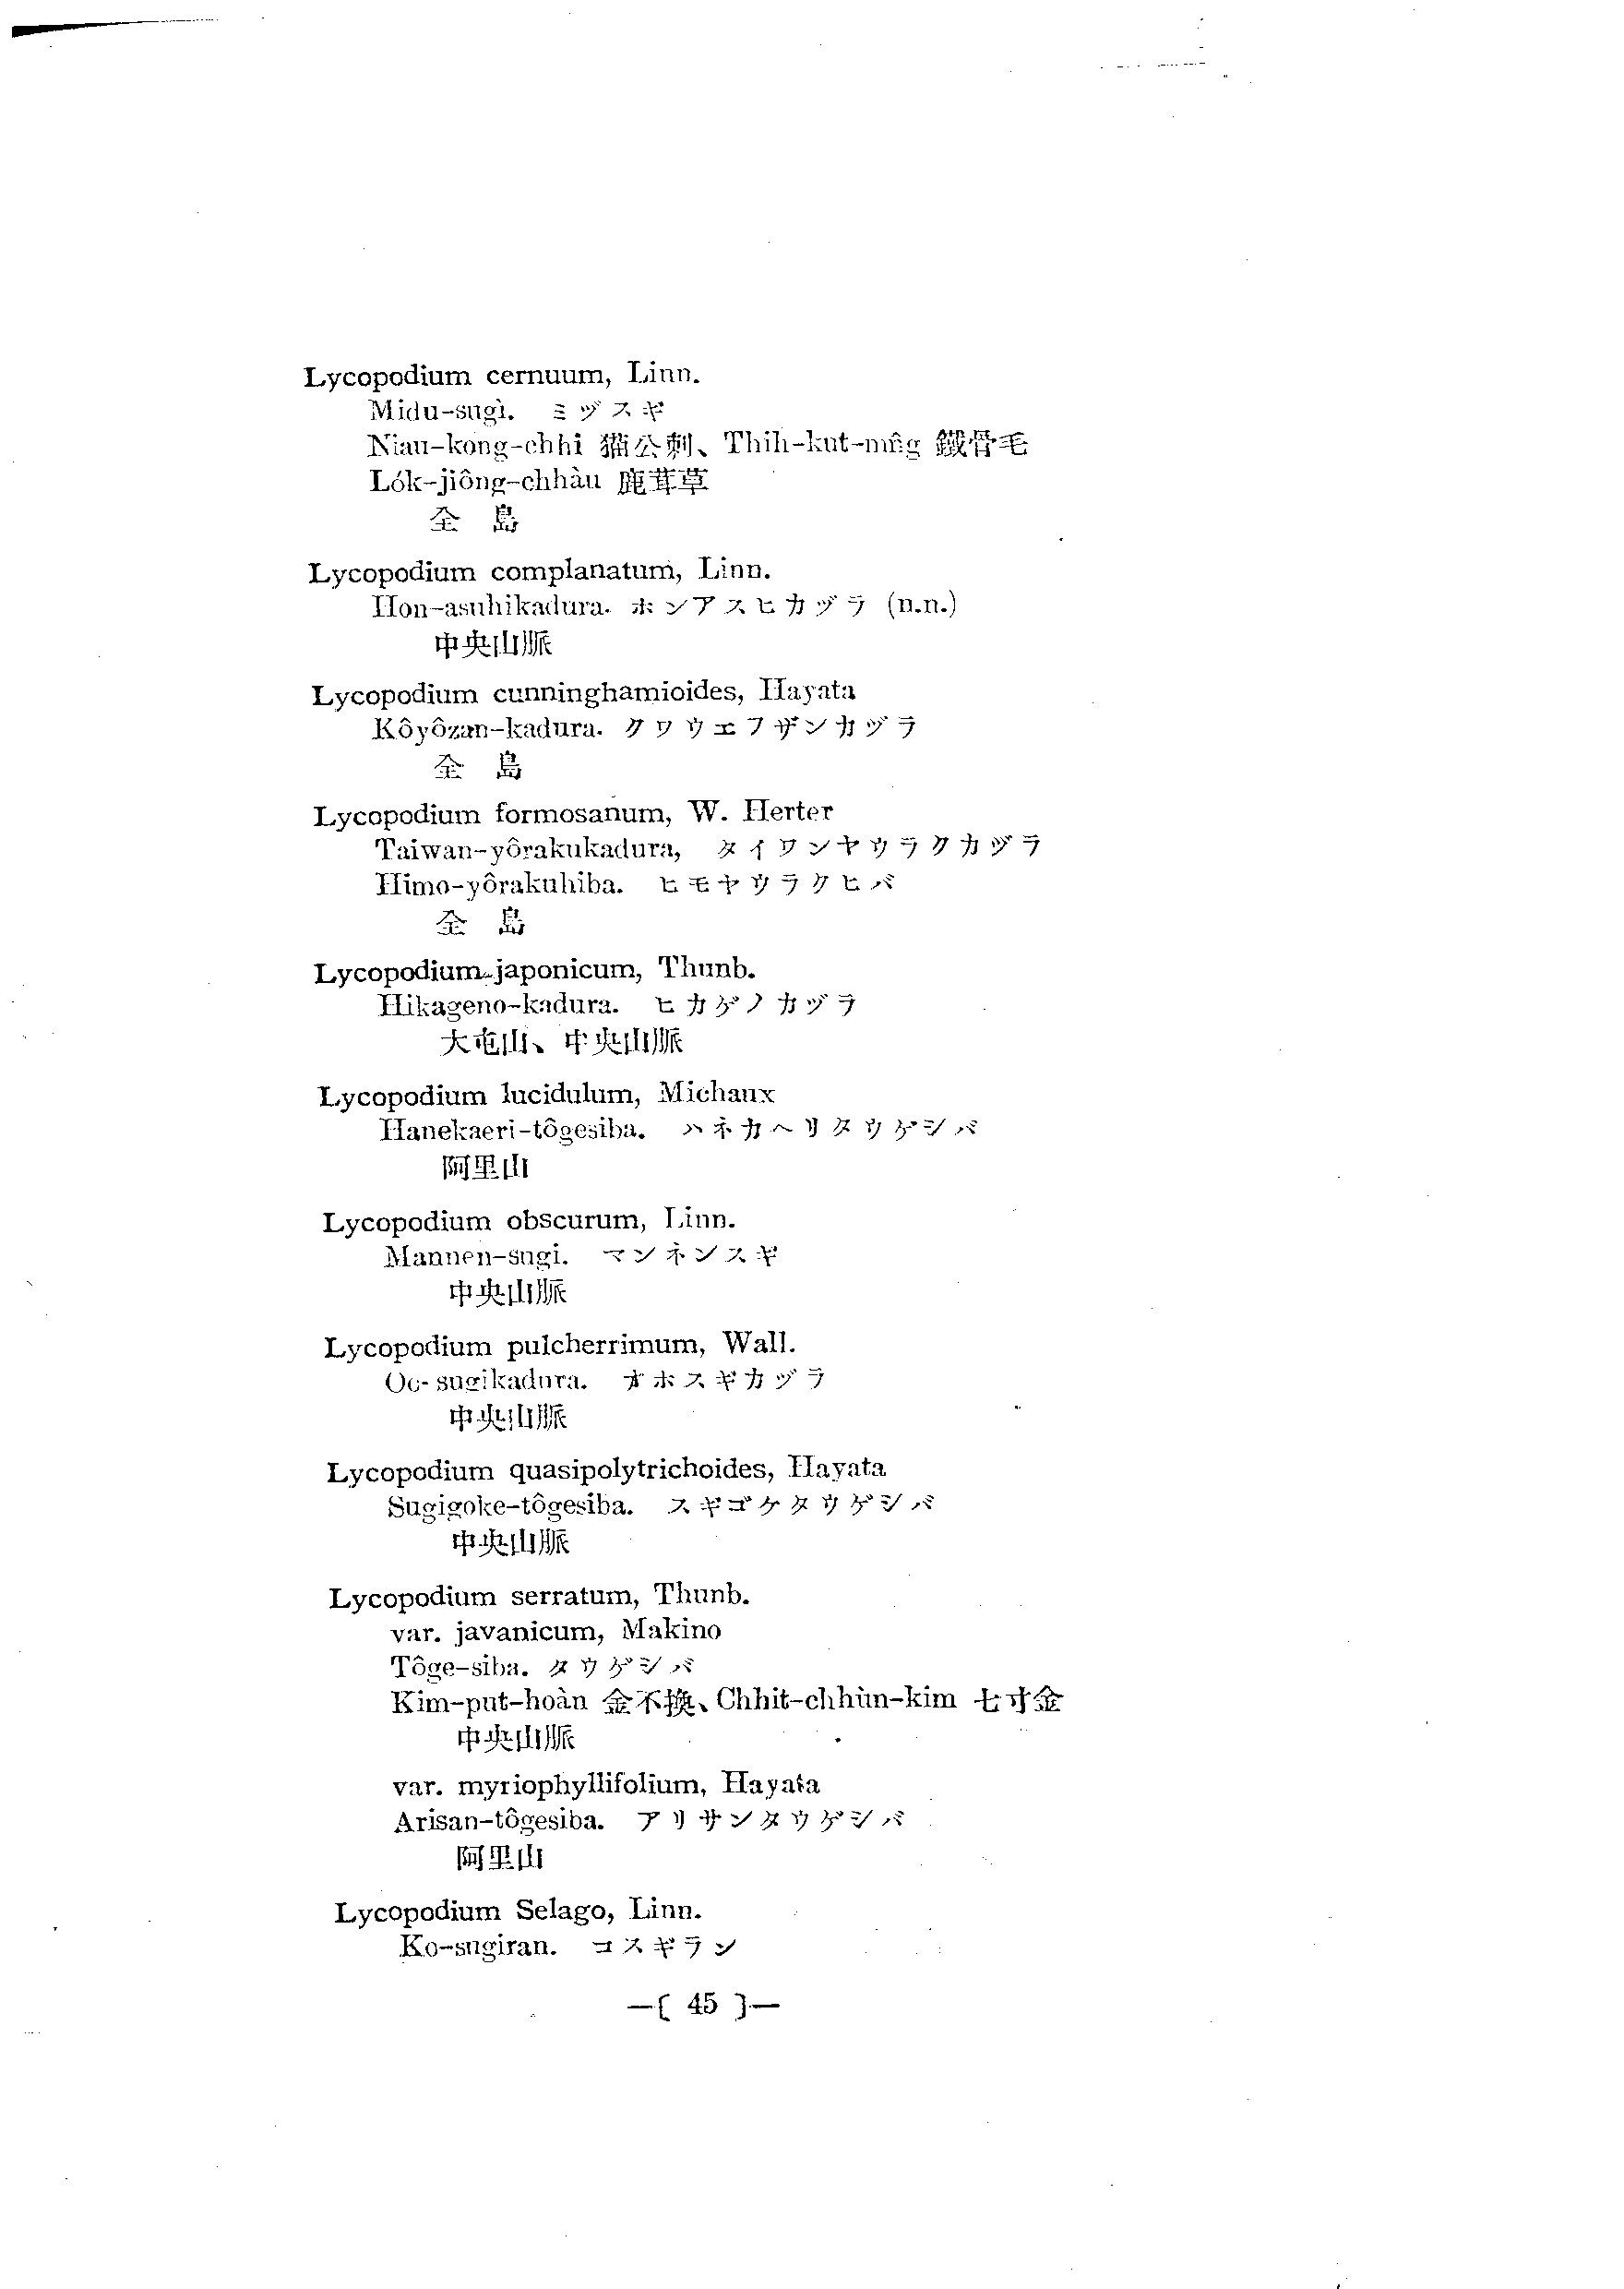 Lycopodium cernuum, Linn.
Midu-sugi. ミヅスギ
Niau-kong-chhì 猫公刺、Thih-kut-mn̂g 鐵骨毛
Lo̍k-jiông-chháu 鹿茸草
全島
Lycopodium complanatum, Linn.
Hon-asuhikadura. ホンアスヒカヅラ (n.n.)
中央山脈
Lycopodium cunninghamioides, Hayata
Kôyôzan-kadura. クワウエフザンカヅラ
全島
Lycopodium formosanum, W. Herter
Taiwan-yôrakukadura, タイワンヤウラクカヅラ
Himo-yôrakuhiba. ヒモヤウラクヒバ
全島
Lycopodium japonicum, Thunb.
Hikageno-kadura. ヒカゲノカヅラ
大屯山、中央山脈
Lycopodium lucidulum, Michaux
Hanekaeri-tôgesiba. ハネカヘリタウゲシバ
阿里山
Lycopodium obscurum, Linn.
Mannen-sugi. マンネンスギ
中央山脈
Lycopodium pulcherrimum, Wall.
Oo-sugikadura. オホスギカヅラ
中央山脈
Lycopodium quasipolytrichoides, Hayata
Sugigoke-tôgesiba. スギゴケタウゲシバ
中央山脈
Lycopodium serratum, Thunb.
var. javanicum, Makino
Tôge-siba. タウゲシバ
Kim-put-hoàn 金不換、Chhit-chhùn-kim 七寸金
中央山脈
var. myriophyllifolium, Hayata
Arisan-tôgesiba. アリサンタウゲシバ
阿里山
Lycopodium Selago, Linn.
Ko-sugiran. コスギラン
—[ 45 ]—